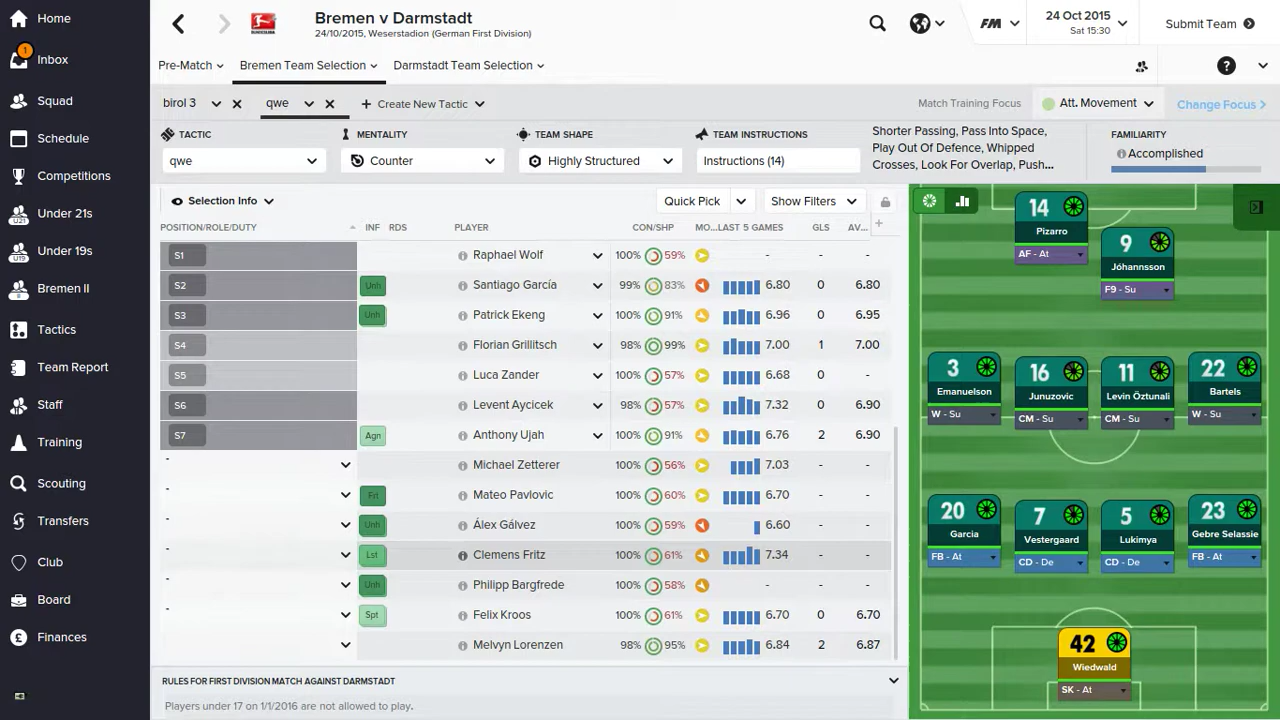 Home
1
Inbox
Squad
Schedule
Competitions
U21
Under 21s
U19
Under 19s
Bremen II
Tactics
Team Report
Staff
Training
Scouting
Transfers
Club
Board
£ Finances
Bremen v Darmstadt
24/10/2015, Weserstadion (German First Division)
FM
24 Oct 2015
Sat 15:30
Submit Team
Pre-Match
Bremen Team Selection
Darmstadt Team Selection
?
birol 3
qwe
+ Create New Tactic
Match Training Focus
Att. Movement
Change Focus >
TACTIC
qwe
MENTALITY
Counter
TEAM SHAPE
Highly Structured
TEAM INSTRUCTIONS
Instructions (14)
Shorter Passing, Pass Into Space,
Play Out Of Defence, Whipped
Crosses, Look For Overlap, Push...
FAMILIARITY
Accomplished
Selection Info
Quick Pick
Show Filters
POSITION/ROLE/DUTY INF RDS PLAYER CON/SHP MO... LAST 5 GAMES GLS AV...
S1 Raphael Wolf 100% 59% - - -
S2 Unh Santiago García 99% 83% 6.80 0 6.80
S3 Unh Patrick Ekeng 100% 91% 6.96 0 6.95
S4 Florian Grillitsch 98% 99% 7.00 1 7.00
S5 Luca Zander 100% 57% 6.68 - -
S6 Levent Aycicek 98% 57% 7.32 0 6.90
S7 Agn Anthony Ujah 100% 91% 6.76 2 6.90
- Michael Zetterer 100% 56% 7.03 - -
- Frl Mateo Pavlovic 100% 60% 6.70 - -
- Unh Álex Gálvez 100% 59% 6.60 - -
- Lst Clemens Fritz 100% 61% 7.34 - -
- Unh Philipp Bargfrede 100% 58% - - -
- Spt Felix Kroos 100% 61% 6.70 0 6.70
- Melvyn Lorenzen 98% 95% 6.84 2 6.87
RULES FOR FIRST DIVISION MATCH AGAINST DARMSTADT
Players under 17 on 1/1/2016 are not allowed to play.
14
Pizarro
AF - At
9
Jóhannsson
F9 - Su
3
Emanuelson
W - Su
16
Junuzovic
CM - Su
11
Levin Öztunali
CM - Su
22
Bartels
W - Su
20
Garcia
FB - At
7
Vestergaard
CD - De
5
Lukimya
CD - De
23
Gebre Selassie
FB - At
42
Wiedwald
SK - At